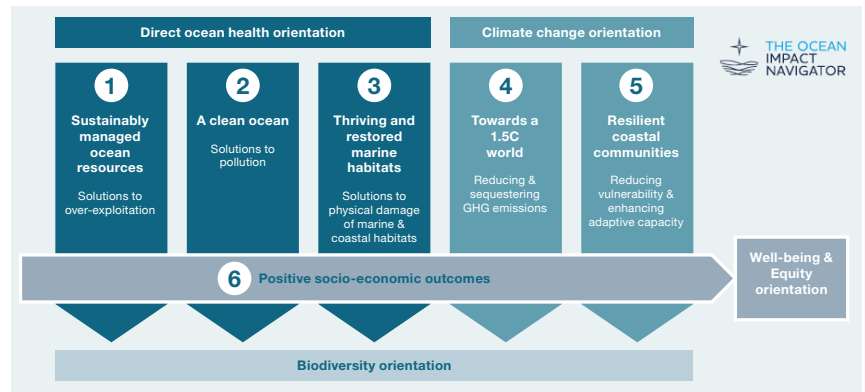 Direct ocean health orientation
Climate change orientation
THE OCEAN
IMPACT
NAVIGATOR
1
Sustainably
managed
ocean
resources
Solutions to
over-exploitation
2
A clean ocean
Solutions to
pollution
3
Thriving and
restored
marine
habitats
Solutions to
physical damage
of marine &
coastal habitats
4
Towards a
1.5C
world
Reducing &
sequestering
GHG emissions
5
Resilient
coastal
communities
Reducing
vulnerability &
enhancing
adaptive capacity
6 Positive socio-economic outcomes
Well-being &
Equity
orientation
Biodiversity orientation